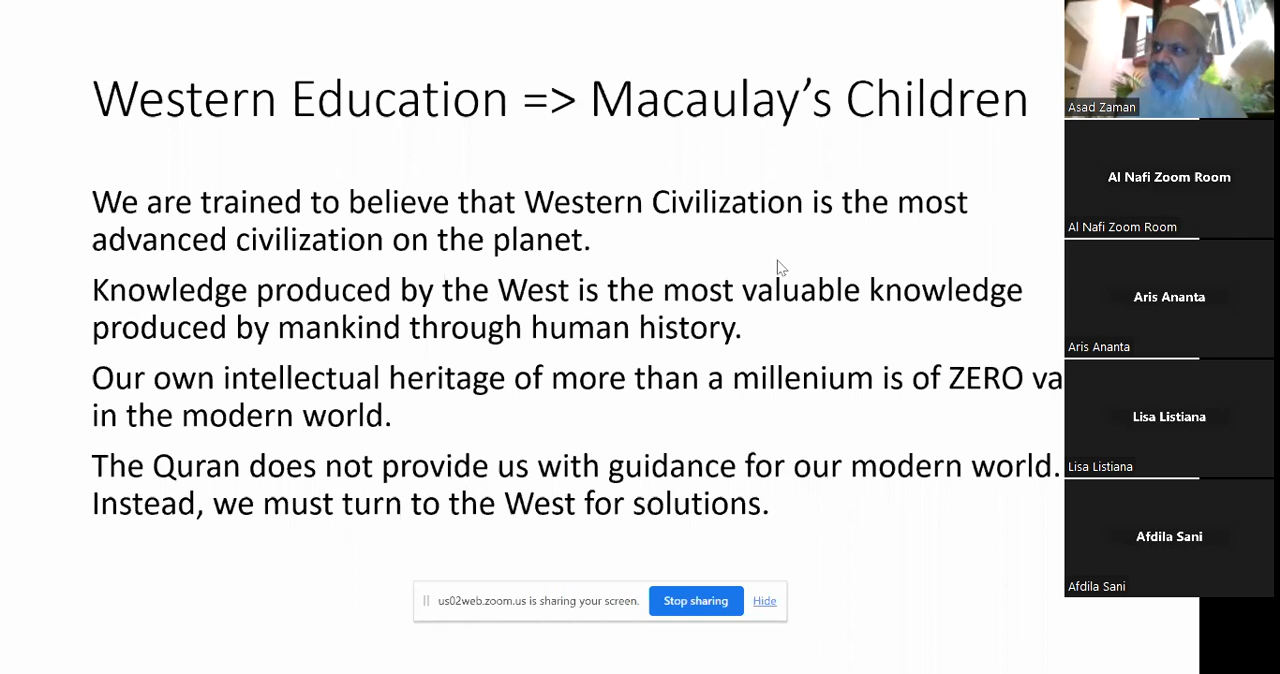 Western Education => Macaulay's Children
We are trained to believe that Western Civilization is the most
advanced civilization on the planet.
Knowledge produced by the West is the most valuable knowledge
produced by mankind through human history.
Our own intellectual heritage of more than a millenium is of ZERO
in the modern world.
The Quran does not provide us with guidance for our modern world.
Instead, we must turn to the West for solutions.
us02web.zoom.us is sharing your screen. Stop sharing Hide
Asad Zaman
Al Nafi Zoom Room
Al Nafi Zoom Room
Aris Ananta
Aris Ananta
Lisa Listiana
Lisa Listiana
Afdila Sani
Afdila Sani